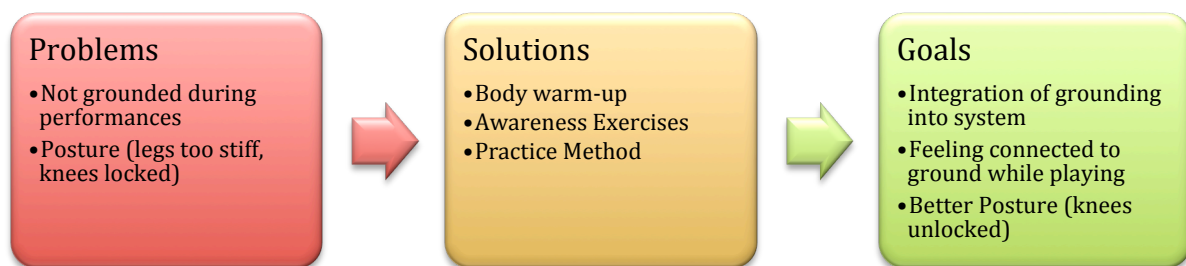 Problems
•Not grounded during
performances
•Posture (legs too stiff,
knees locked)
Solutions
•Body warm-up
•Awareness Exercises
•Practice Method
Goals
•Integration of grounding
into system
•Feeling connected to
ground while playing
•Better Posture (knees
unlocked)